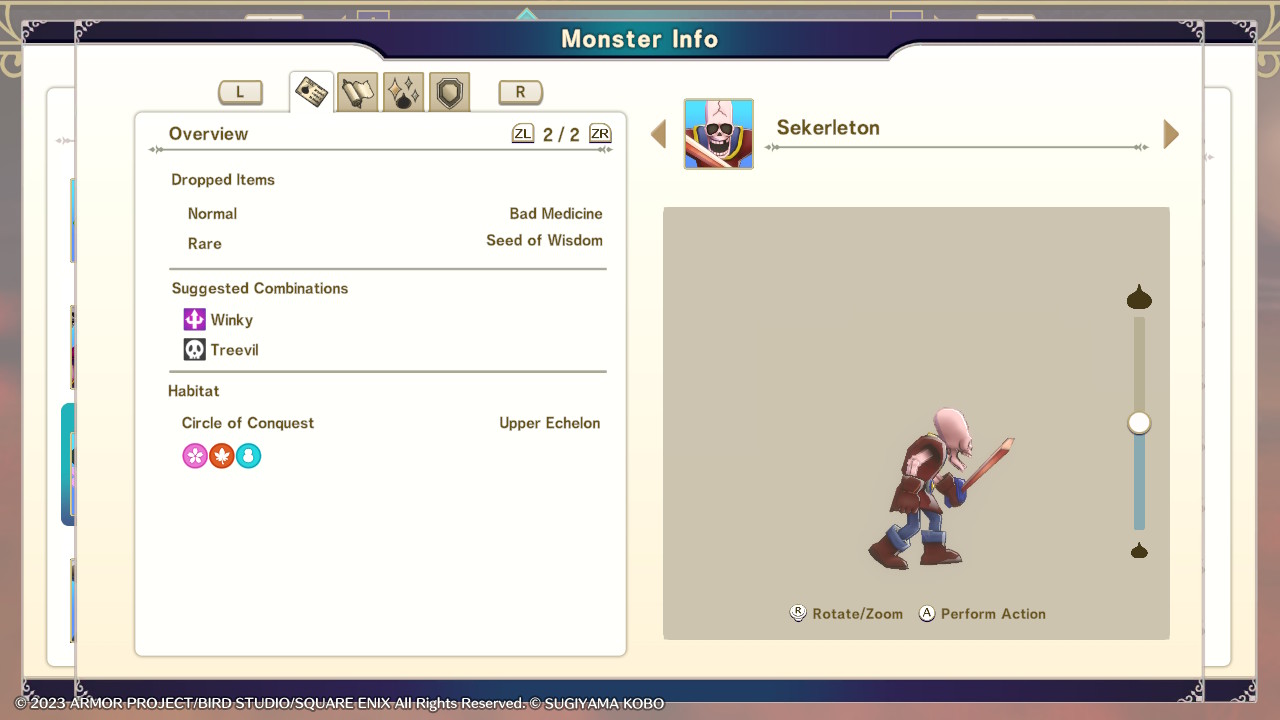 Monster Info
L
R
Overview
ZL 2 / 2 ZR
Dropped Items
Normal Bad Medicine
Rare Seed of Wisdom
Suggested Combinations
Winky
Treevil
Habitat
Circle of Conquest Upper Echelon
Sekerleton
R Rotate/Zoom A Perform Action
© 2023 ARMOR PROJECT/BIRD STUDIO/SQUARE ENIX All Rights Reserved. © SUGIYAMA KOBO